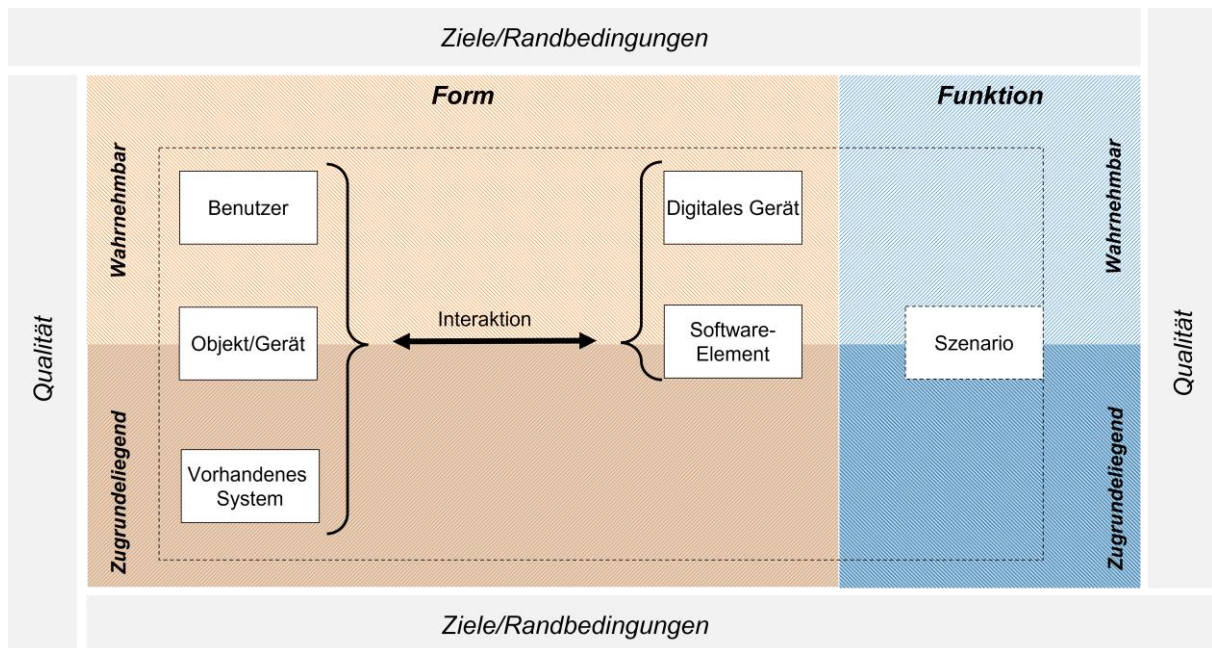 Ziele/Randbedingungen
Form
Funktion
Wahrnehmbar
Wahrnehmbar
Benutzer
Digitales Gerät
Qualität
Qualität
Interaktion
Objekt/Gerät
Software-
Element
Szenario
Zugrundeliegend
Zugrundeliegend
Vorhandenes
System
Ziele/Randbedingungen